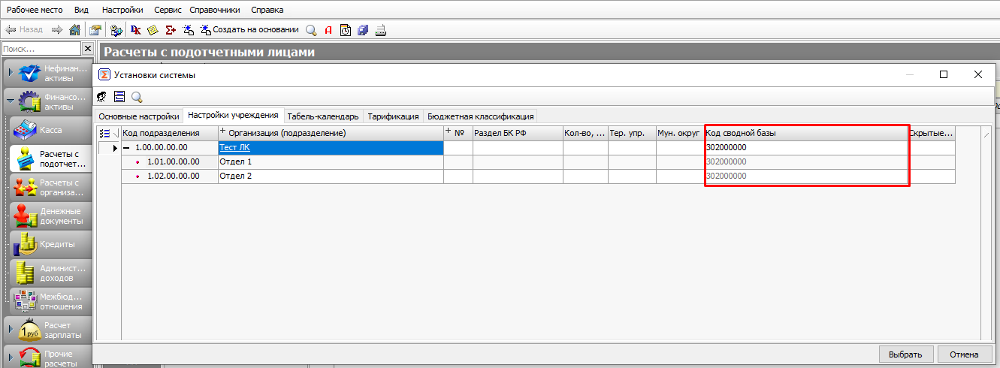 Рабочее место Вид Настройки Сервис Справочники Справка
Назад Создать на основании
Поиск...
Расчеты с подотчетными лицами
Нефинан...
активы
Финансо...
активы
Касса
Расчеты с
подотчет...
Расчеты с
организа...
Денежные
документы
Кредиты
Админист...
доходов
Межбюд...
отношения
Расчет
зарплаты
Прочие
расчеты
Установки системы
Основные настройки Настройки учреждения Табель-календарь Тарификация Бюджетная классификация
Код подразделения + Организация (подразделение) + № Раздел БК РФ Кол-во, ... Тер. упр. Мун. округ Код сводной базы Скрытые...
1.00.00.00.00 Тест ЛК 302000000
1.01.00.00.00 Отдел 1 302000000
1.02.00.00.00 Отдел 2 302000000
Выбрать Отмена